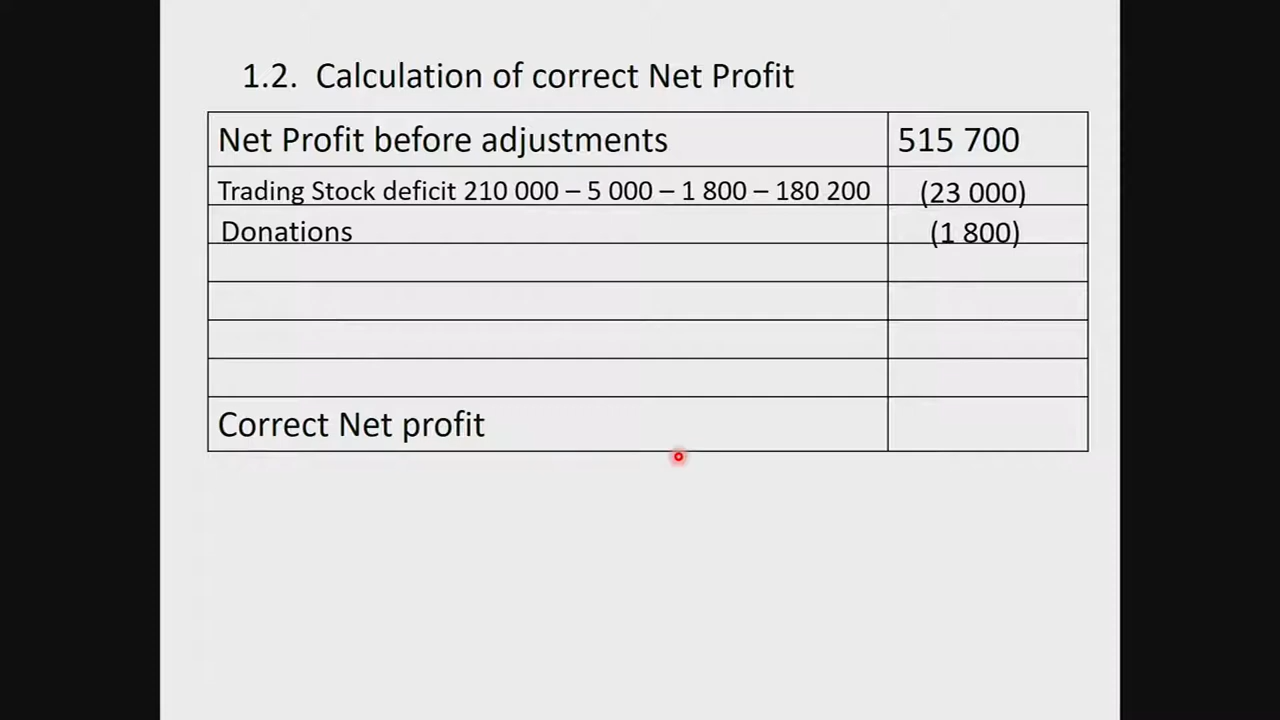 1.2. Calculation of correct Net Profit
Net Profit before adjustments 515 700
Trading Stock deficit 210 000 – 5 000 – 1 800 – 180 200 (23 000)
Donations (1 800)
Correct Net profit